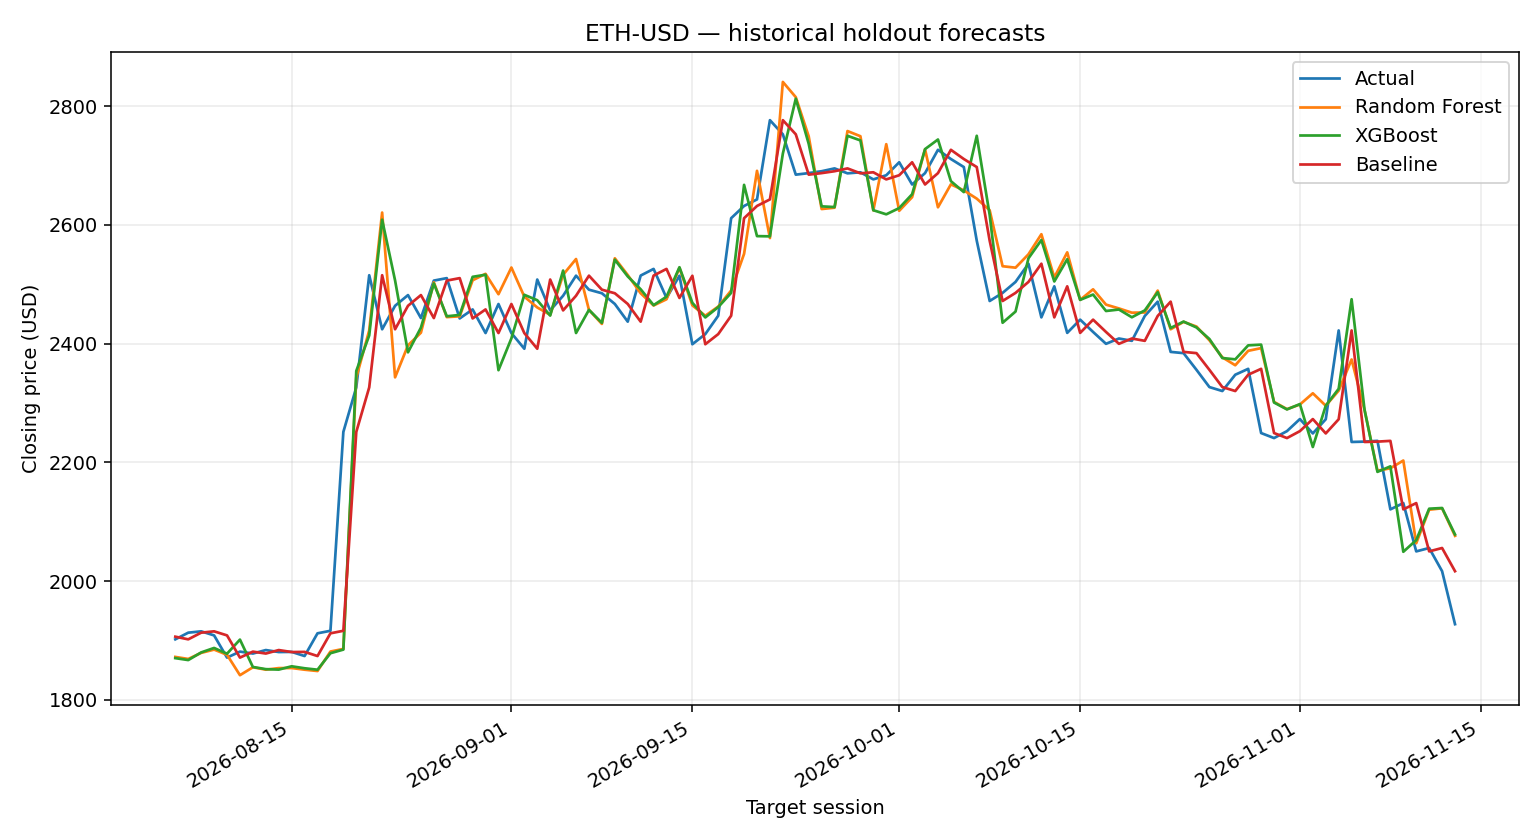 ETH-USD — historical holdout forecasts
Actual
Random Forest
XGBoost
Baseline
Closing price (USD)
2800
2600
2400
2200
2000
1800
2026-08-15
2026-09-01
2026-09-15
2026-10-01
2026-10-15
2026-11-01
2026-11-15
Target session